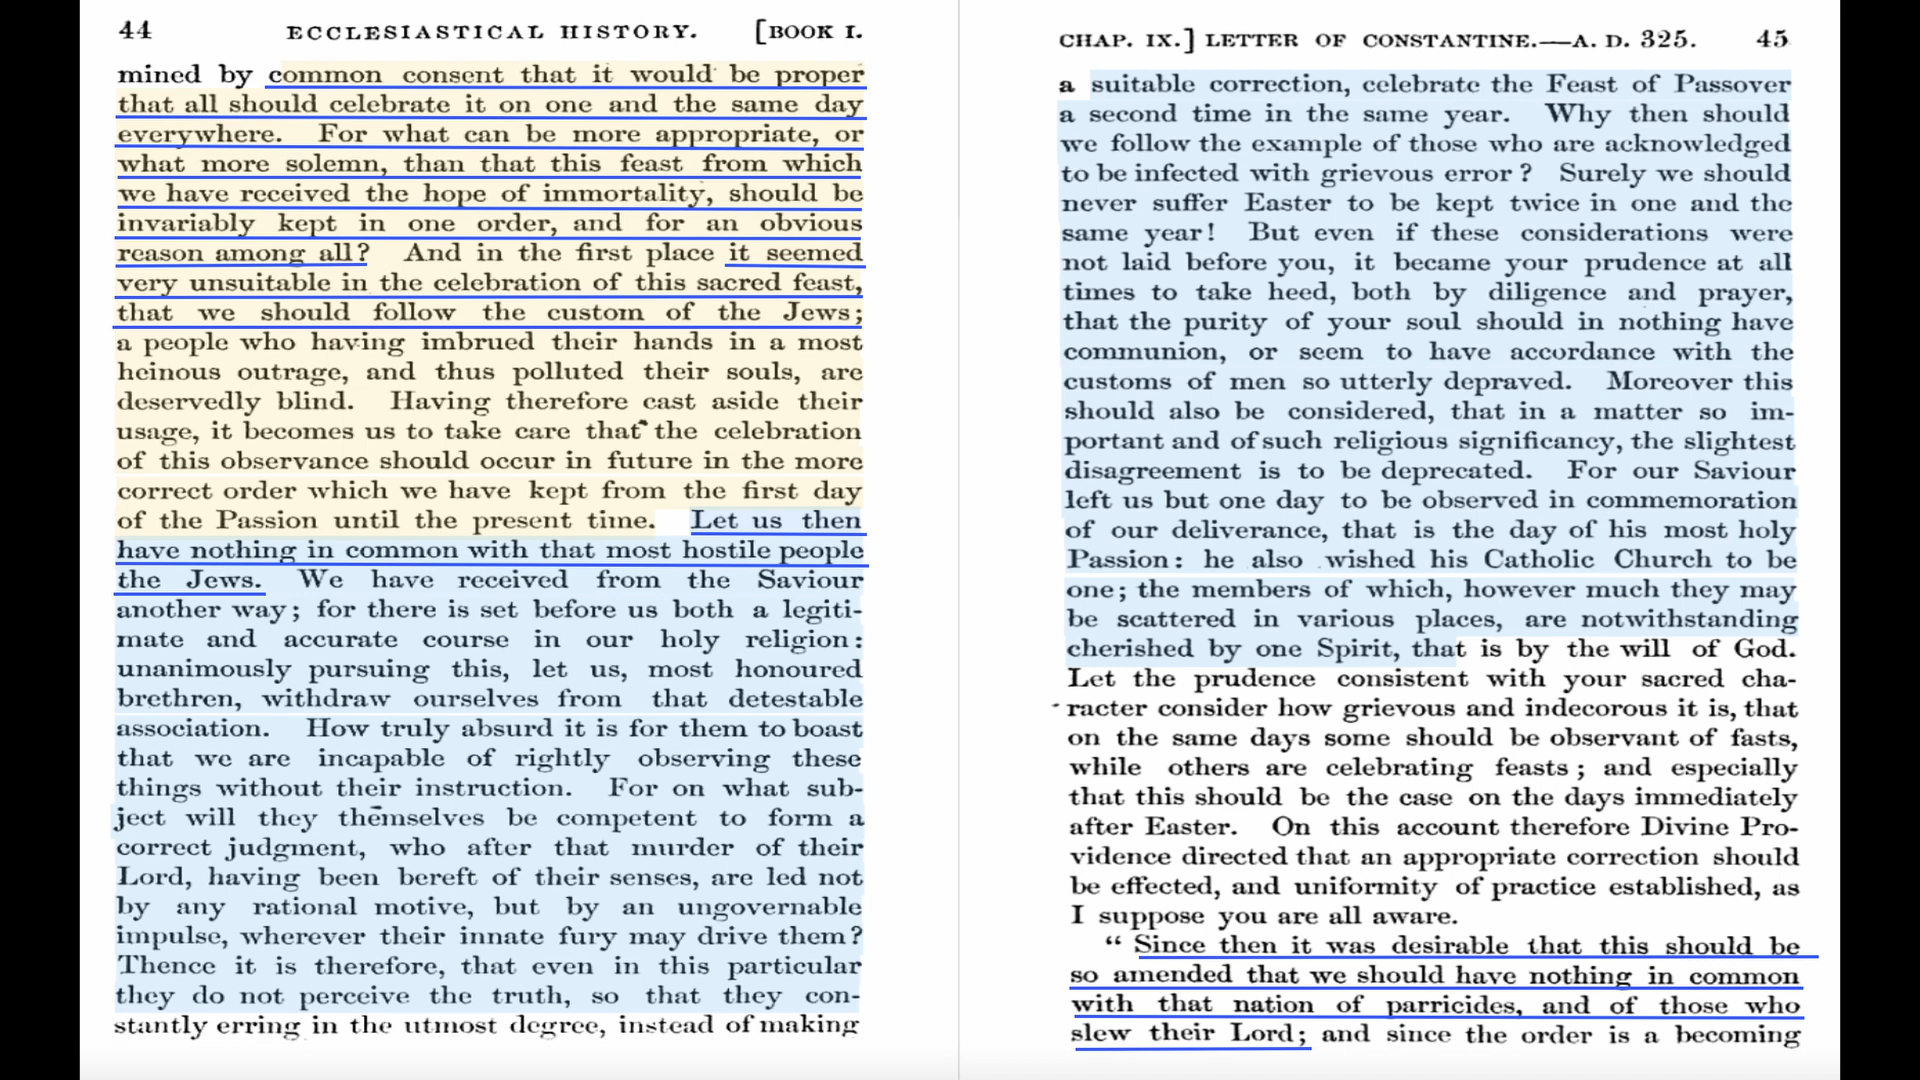 44 ECCLESIASTICAL HISTORY. [BOOK I.
mined by common consent that it would be proper
that all should celebrate it on one and the same day
everywhere. For what can be more appropriate, or
what more solemn, than that this feast from which
we have received the hope of immortality, should be
invariably kept in one order, and for an obvious
reason among all? And in the first place it seemed
very unsuitable in the celebration of this sacred feast,
that we should follow the custom of the Jews;
a people who having imbrued their hands in a most
heinous outrage, and thus polluted their souls, are
deservedly blind. Having therefore cast aside their
usage, it becomes us to take care that the celebration
of this observance should occur in future in the more
correct order which we have kept from the first day
of the Passion until the present time. Let us then
have nothing in common with that most hostile people
the Jews. We have received from the Saviour
another way; for there is set before us both a legiti-
mate and accurate course in our holy religion:
unanimously pursuing this, let us, most honoured
brethren, withdraw ourselves from that detestable
association. How truly absurd it is for them to boast
that we are incapable of rightly observing these
things without their instruction. For on what sub-
ject will they themselves be competent to form a
correct judgment, who after that murder of their
Lord, having been bereft of their senses, are led not
by any rational motive, but by an ungovernable
impulse, wherever their innate fury may drive them?
Thence it is therefore, that even in this particular
they do not perceive the truth, so that they con-
stantly erring in the utmost degree, instead of making
CHAP. IX.] LETTER OF CONSTANTINE.—A. D. 325. 45
a suitable correction, celebrate the Feast of Passover
a second time in the same year. Why then should
we follow the example of those who are acknowledged
to be infected with grievous error? Surely we should
never suffer Easter to be kept twice in one and the
same year! But even if these considerations were
not laid before you, it became your prudence at all
times to take heed, both by diligence and prayer,
that the purity of your soul should in nothing have
communion, or seem to have accordance with the
customs of men so utterly depraved. Moreover this
should also be considered, that in a matter so im-
portant and of such religious significancy, the slightest
disagreement is to be deprecated. For our Saviour
left us but one day to be observed in commemoration
of our deliverance, that is the day of his most holy
Passion: he also wished his Catholic Church to be
one; the members of which, however much they may
be scattered in various places, are notwithstanding
cherished by one Spirit, that is by the will of God.
Let the prudence consistent with your sacred cha-
racter consider how grievous and indecorous it is, that
on the same days some should be observant of fasts,
while others are celebrating feasts; and especially
that this should be the case on the days immediately
after Easter. On this account therefore Divine Pro-
vidence directed that an appropriate correction should
be effected, and uniformity of practice established, as
I suppose you are all aware.
“ Since then it was desirable that this should be
so amended that we should have nothing in common
with that nation of parricides, and of those who
slew their Lord; and since the order is a becoming